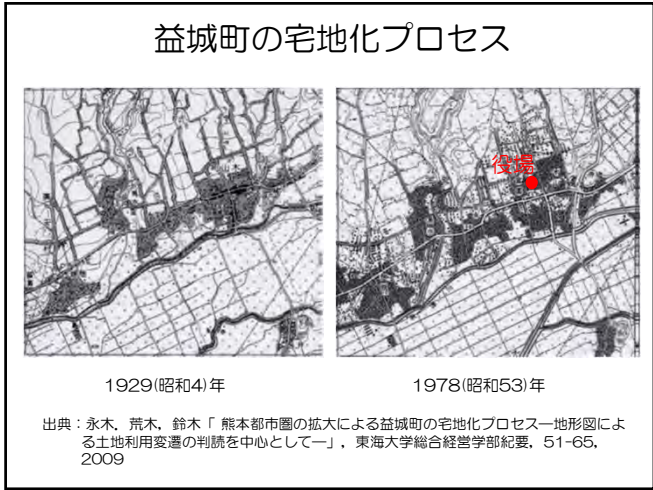 益城町の宅地化プロセス
役場
1929(昭和4)年
1978(昭和53)年
出典：永木，荒木，鈴木「 熊本都市圏の拡大による益城町の宅地化プロセス―地形図によ
る土地利用変遷の判読を中心として―」，東海大学総合経営学部紀要，51-65，
2009